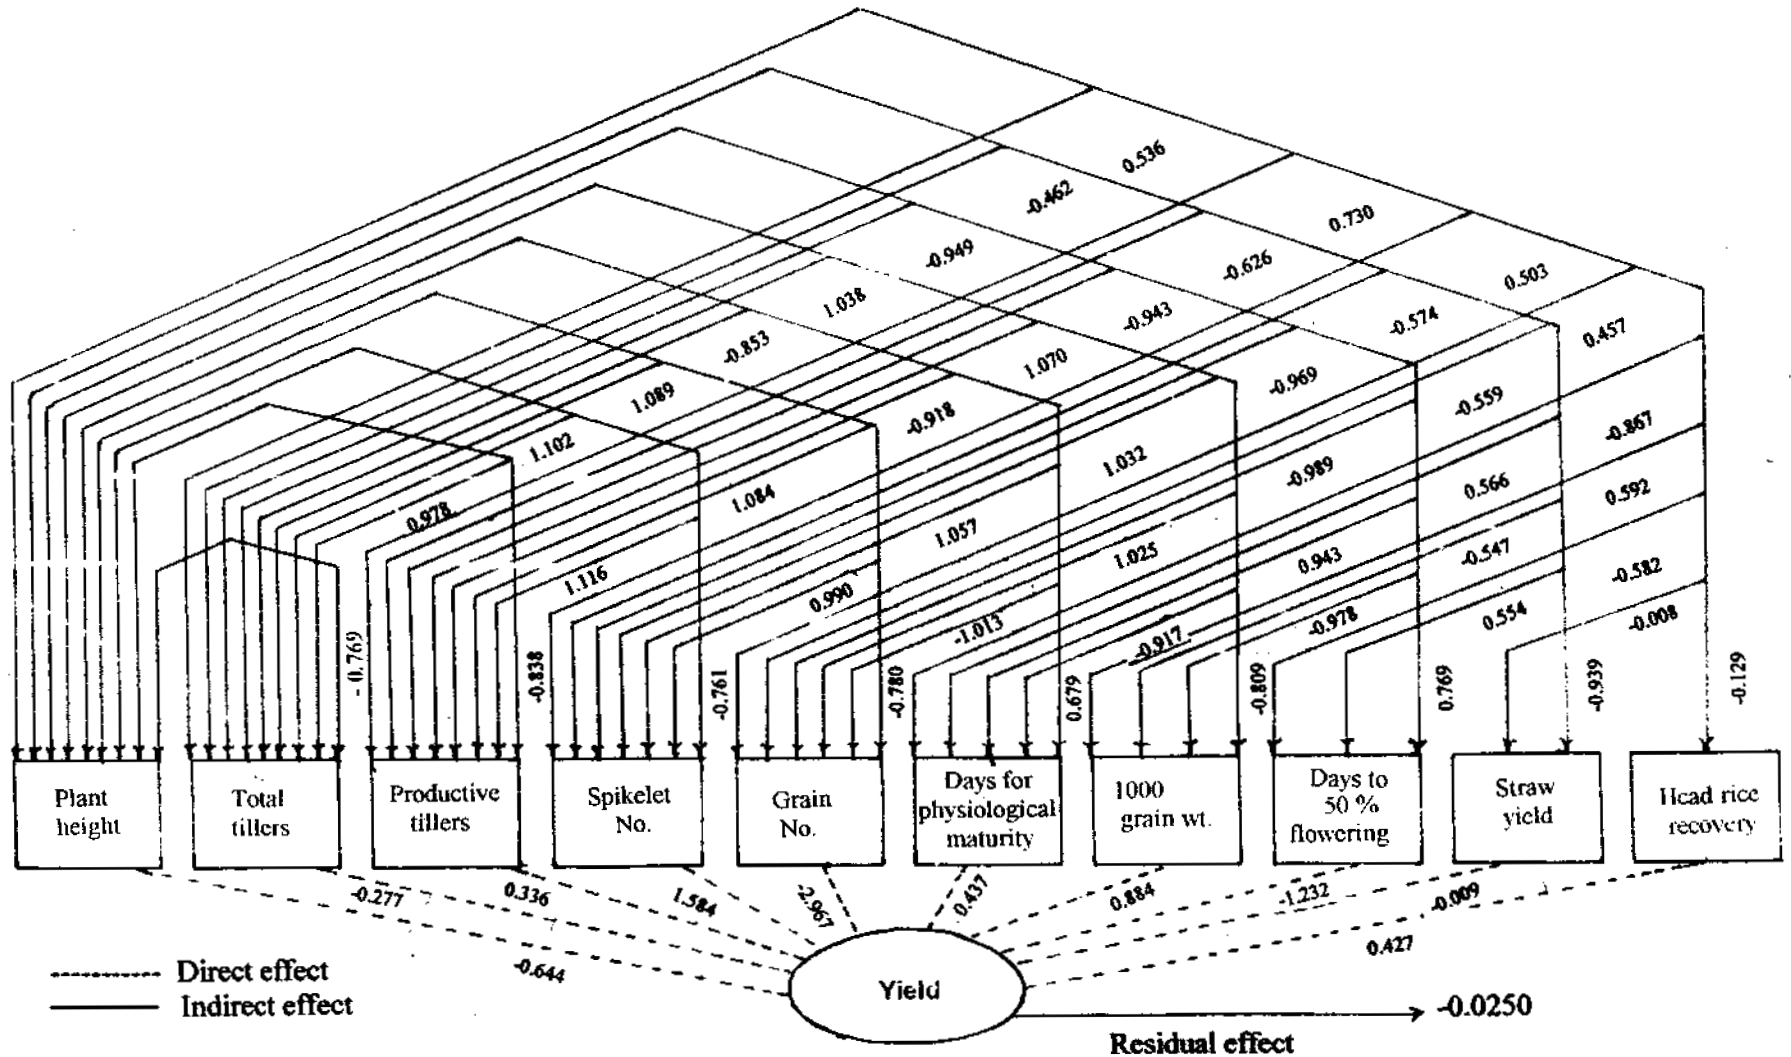 0.536
-0.462
0.730
-0.949
-0.626
0.503
1.038
-0.943
-0.574
0.457
-0.853
1.070
-0.969
1.089
-0.918
-0.559
-0.867
1.102
1.032
-0.989
0.566
0.592
0.978
1.084
1.057
1.025
0.943
-0.547
-0.582
1.116
0.990
-1.013
-0.917
-0.978
0.554
-0.008
-0.769
-0.838
-0.761
-0.780
0.679
-0.809
0.769
-0.939
-0.129
Plant
height
Total
tillers
Productive
tillers
Spikelet
No.
Grain
No.
Days for
physiological
maturity
1000
grain wt.
Days to
50 %
flowering
Straw
yield
Head rice
recovery
-0.277
0.336
1.584
-2.967
0.437
0.884
-1.232
-0.009
-0.644
0.427
Direct effect
Indirect effect
Yield
-0.0250
Residual effect